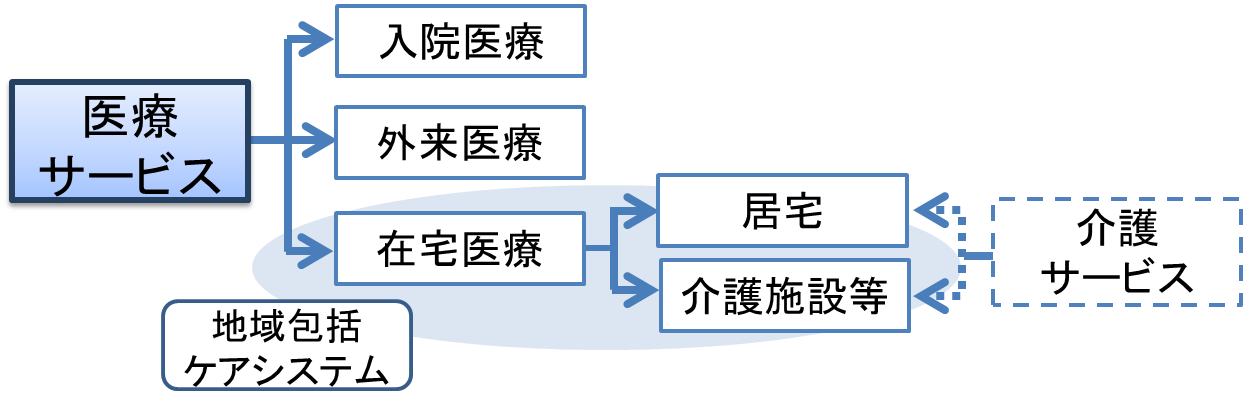 入院医療
医療
サービス
外来医療
在宅医療
居宅
介護施設等
介護
サービス
地域包括
ケアシステム